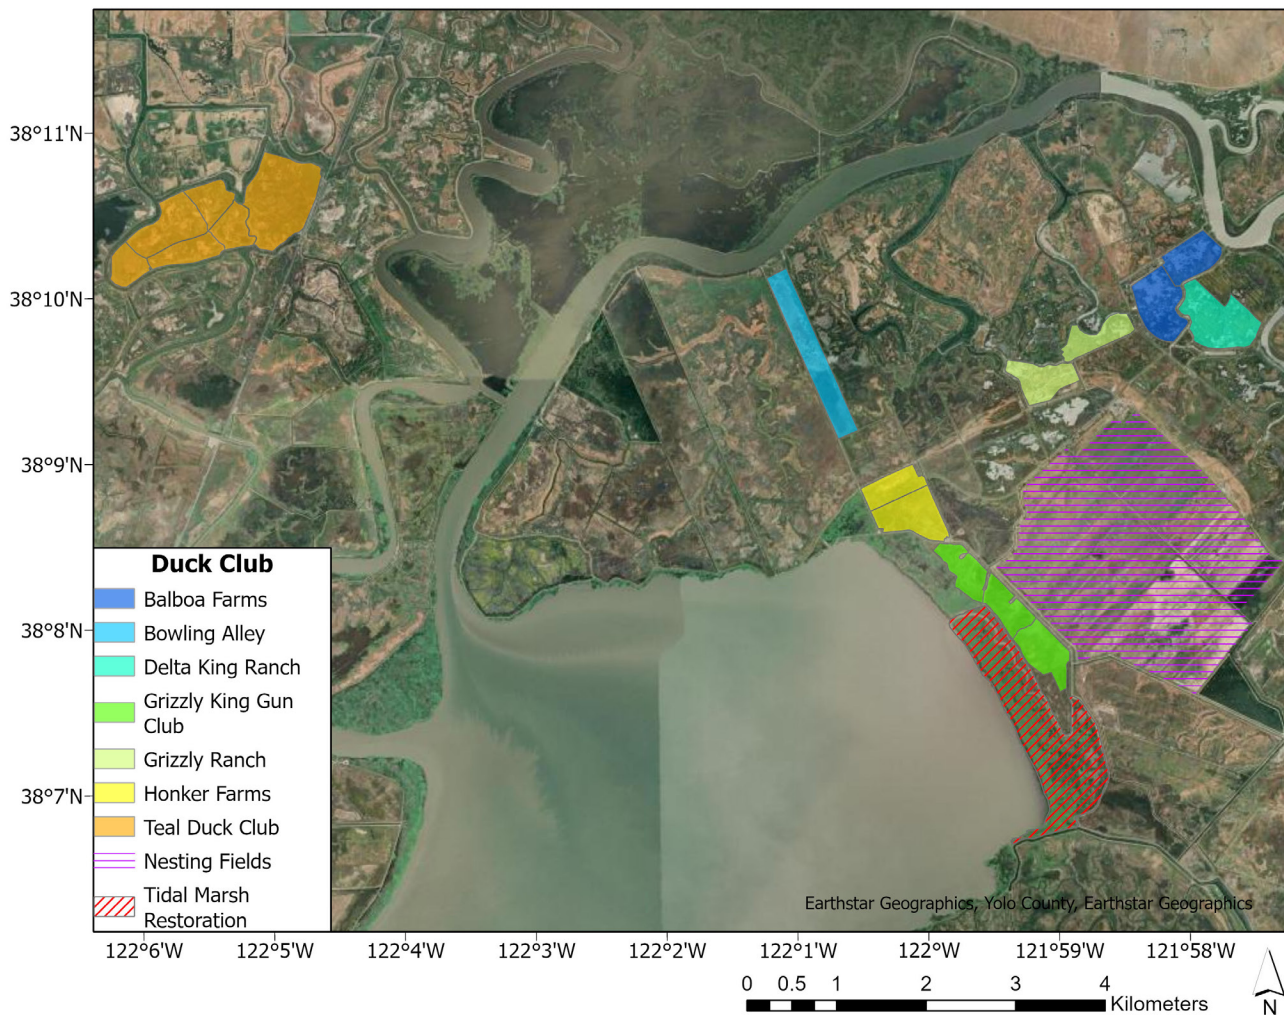 38°11'N
38°10'N
38°9'N
38°8'N
38°7'N
Duck Club
Balboa Farms
Bowling Alley
Delta King Ranch
Grizzly King Gun
Club
Grizzly Ranch
Honker Farms
Teal Duck Club
Nesting Fields
Tidal Marsh
Restoration
Earthstar Geographics, Yolo County, Earthstar Geographics
122°6'W 122°5'W 122°4'W 122°3'W 122°2'W 122°1'W 122°W 121°59'W 121°58'W
0 0.5 1 2 3 4
Kilometers
N